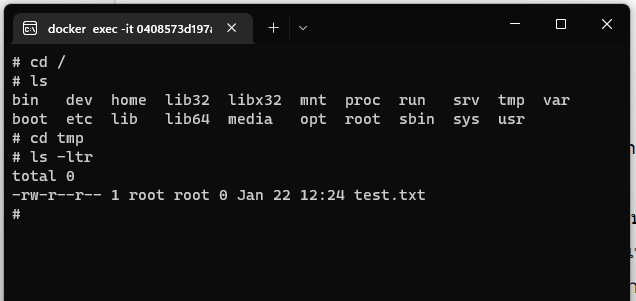 docker exec -it 0408573d197a
# cd /
# ls
bin dev home lib32 libx32 mnt proc run srv tmp var
boot etc lib lib64 media opt root sbin sys usr
# cd tmp
# ls -ltr
total 0
-rw-r--r-- 1 root root 0 Jan 22 12:24 test.txt
#